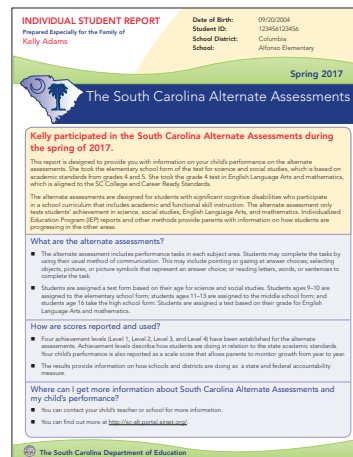 INDIVIDUAL STUDENT REPORT
Prepared Especially for the Family of
Kelly Adams
Date of Birth: 09/20/2004
Student ID: 123456123456
School District: Columbia
School: Alfonso Elementary
Spring 2017
The South Carolina Alternate Assessments
Kelly participated in the South Carolina Alternate Assessments during
the spring of 2017.
This report is designed to provide you with information on your child's performance on the alternate
assessments. She took the elementary school form of the test for science and social studies, which is based on
academic standards from grades 4 and 5. She took the grade 4 test in English Language Arts and mathematics,
which is aligned to the SC College and Career Ready Standards.
The alternate assessments are designed for students with significant cognitive disabilities who participate
in a school curriculum that includes academic and functional skill instruction. The alternate assessment only
tests students' achievement in science, social studies, English Language Arts, and mathematics. Individualized
Education Program (IEP) reports and other methods provide parents with information on how students are
progressing in the other areas.
What are the alternate assessments?
■ The alternate assessment includes performance tasks in each subject area. Students may complete the tasks by
using their usual method of communication. This may include pointing or gazing at answer choices; selecting
objects, pictures, or picture symbols that represent an answer choice; or reading letters, words, or sentences to
complete the task.
■ Students are assigned a test form based on their age for science and social studies. Students ages 9–10 are
assigned to the elementary school form; students ages 11–13 are assigned to the middle school form; and
students age 16 take the high school form. Students are assigned a test based on their grade for English
Language Arts and mathematics.
How are scores reported and used?
■ Four achievement levels (Level 1, Level 2, Level 3, and Level 4) have been established for the alternate
assessments. Achievement levels describe how students are doing in relation to the state academic standards.
Your child's performance is also reported as a scale score that allows parents to monitor growth from year to year.
■ The results provide information on how schools and districts are doing as a state and federal accountability
measure.
Where can I get more information about South Carolina Alternate Assessments and
my child's performance?
■ You can contact your child's teacher or school for more information.
■ You can find out more at http://sc-alt.portal.airast.org/.
The South Carolina Department of Education